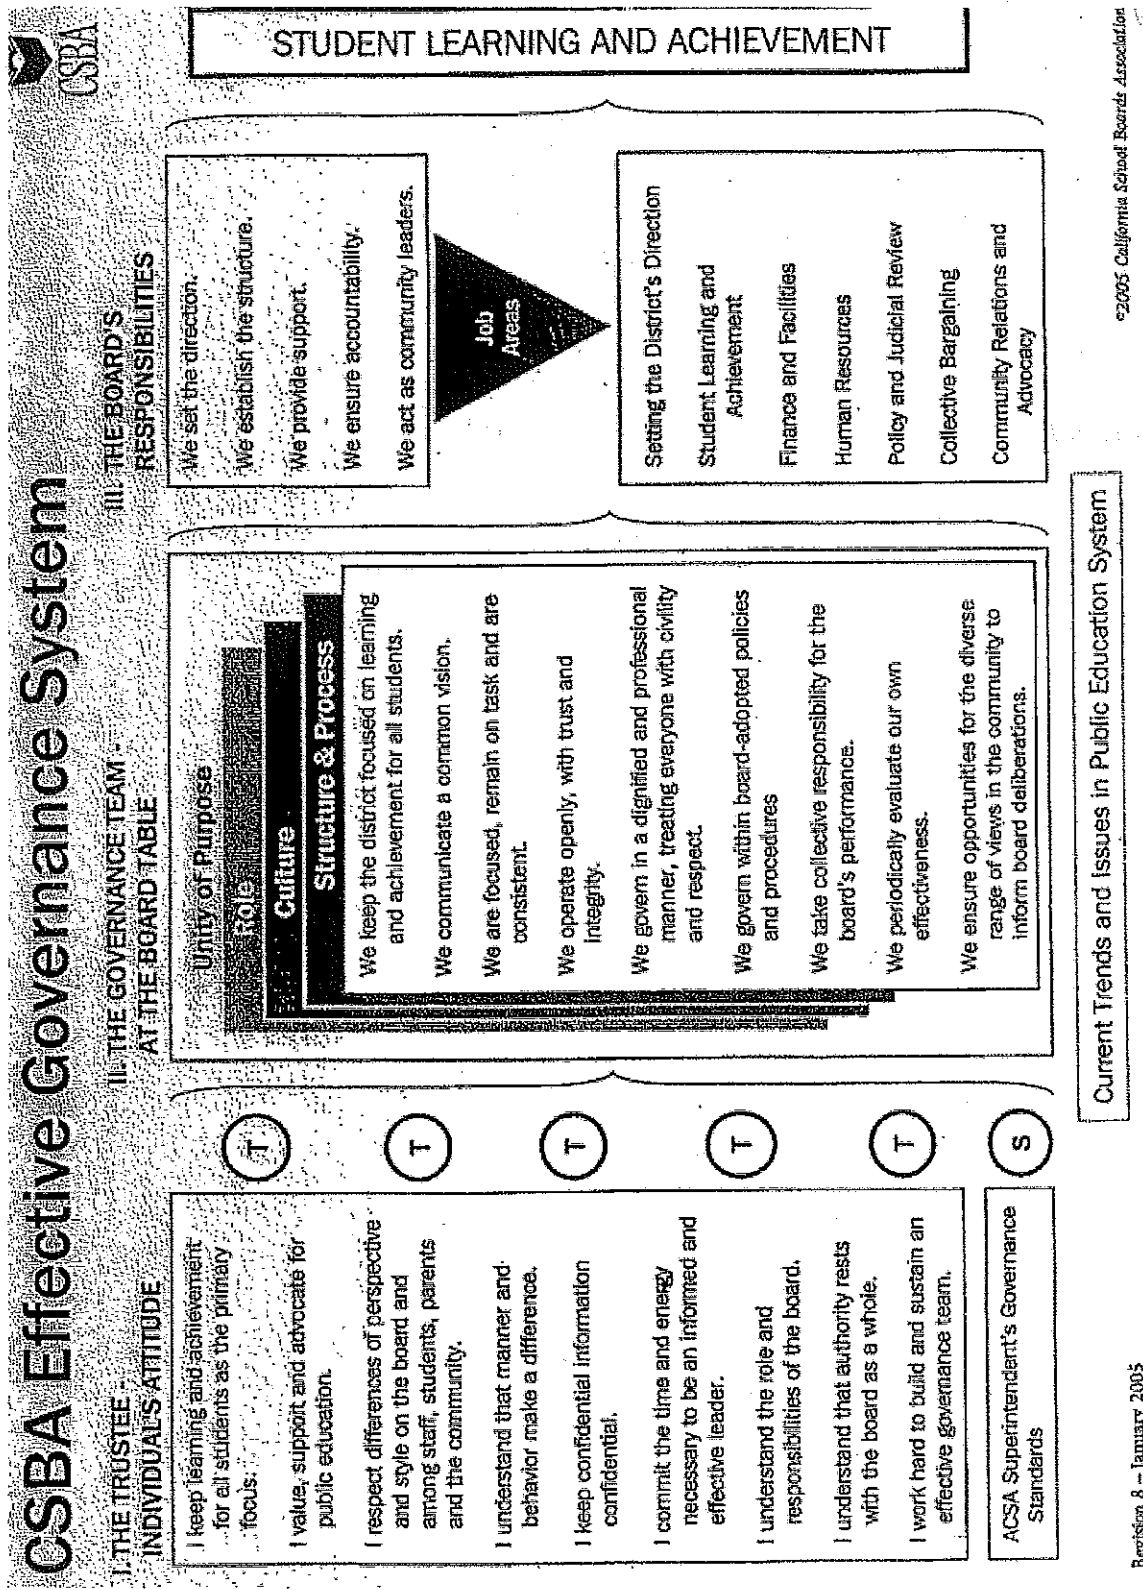 CSBA Effective Governance System
CSBA
I. THE TRUSTEE -
INDIVIDUAL'S ATTITUDE
I keep learning and achievement
for all students as the primary
focus.
I value, support and advocate for
public education.
I respect differences of perspective
and style on the board and
among staff, students, parents
and the community.
I understand that manner and
behavior make a difference.
I keep confidential information
confidential.
I commit the time and energy
necessary to be an informed and
effective leader.
I understand the role and
responsibilities of the board.
I understand that authority rests
with the board as a whole.
I work hard to build and sustain an
effective governance team.
ACSA Superintendent's Governance
Standards
T
T
T
T
T
S
II. THE GOVERNANCE TEAM -
AT THE BOARD TABLE
Unity of Purpose
Role
Culture
Structure & Process
We keep the district focused on learning
and achievement for all students.
We communicate a common vision.
We are focused, remain on task and are
consistent.
We operate openly, with trust and
integrity.
We govern in a dignified and professional
manner, treating everyone with civility
and respect.
We govern within board-adopted policies
and procedures
We take collective responsibility for the
board's performance.
We periodically evaluate our own
effectiveness.
We ensure opportunities for the diverse
range of views in the community to
inform board deliberations.
III. THE BOARD'S
RESPONSIBILITIES
We set the direction.
We establish the structure.
We provide support.
We ensure accountability.
We act as community leaders.
Job
Areas
Setting the District's Direction
Student Learning and
Achievement
Finance and Facilities
Human Resources
Policy and Judicial Review
Collective Bargaining
Community Relations and
Advocacy
STUDENT LEARNING AND ACHIEVEMENT
Current Trends and Issues in Public Education System
Revision 8 – January 2005
©2005 California School Boards Association